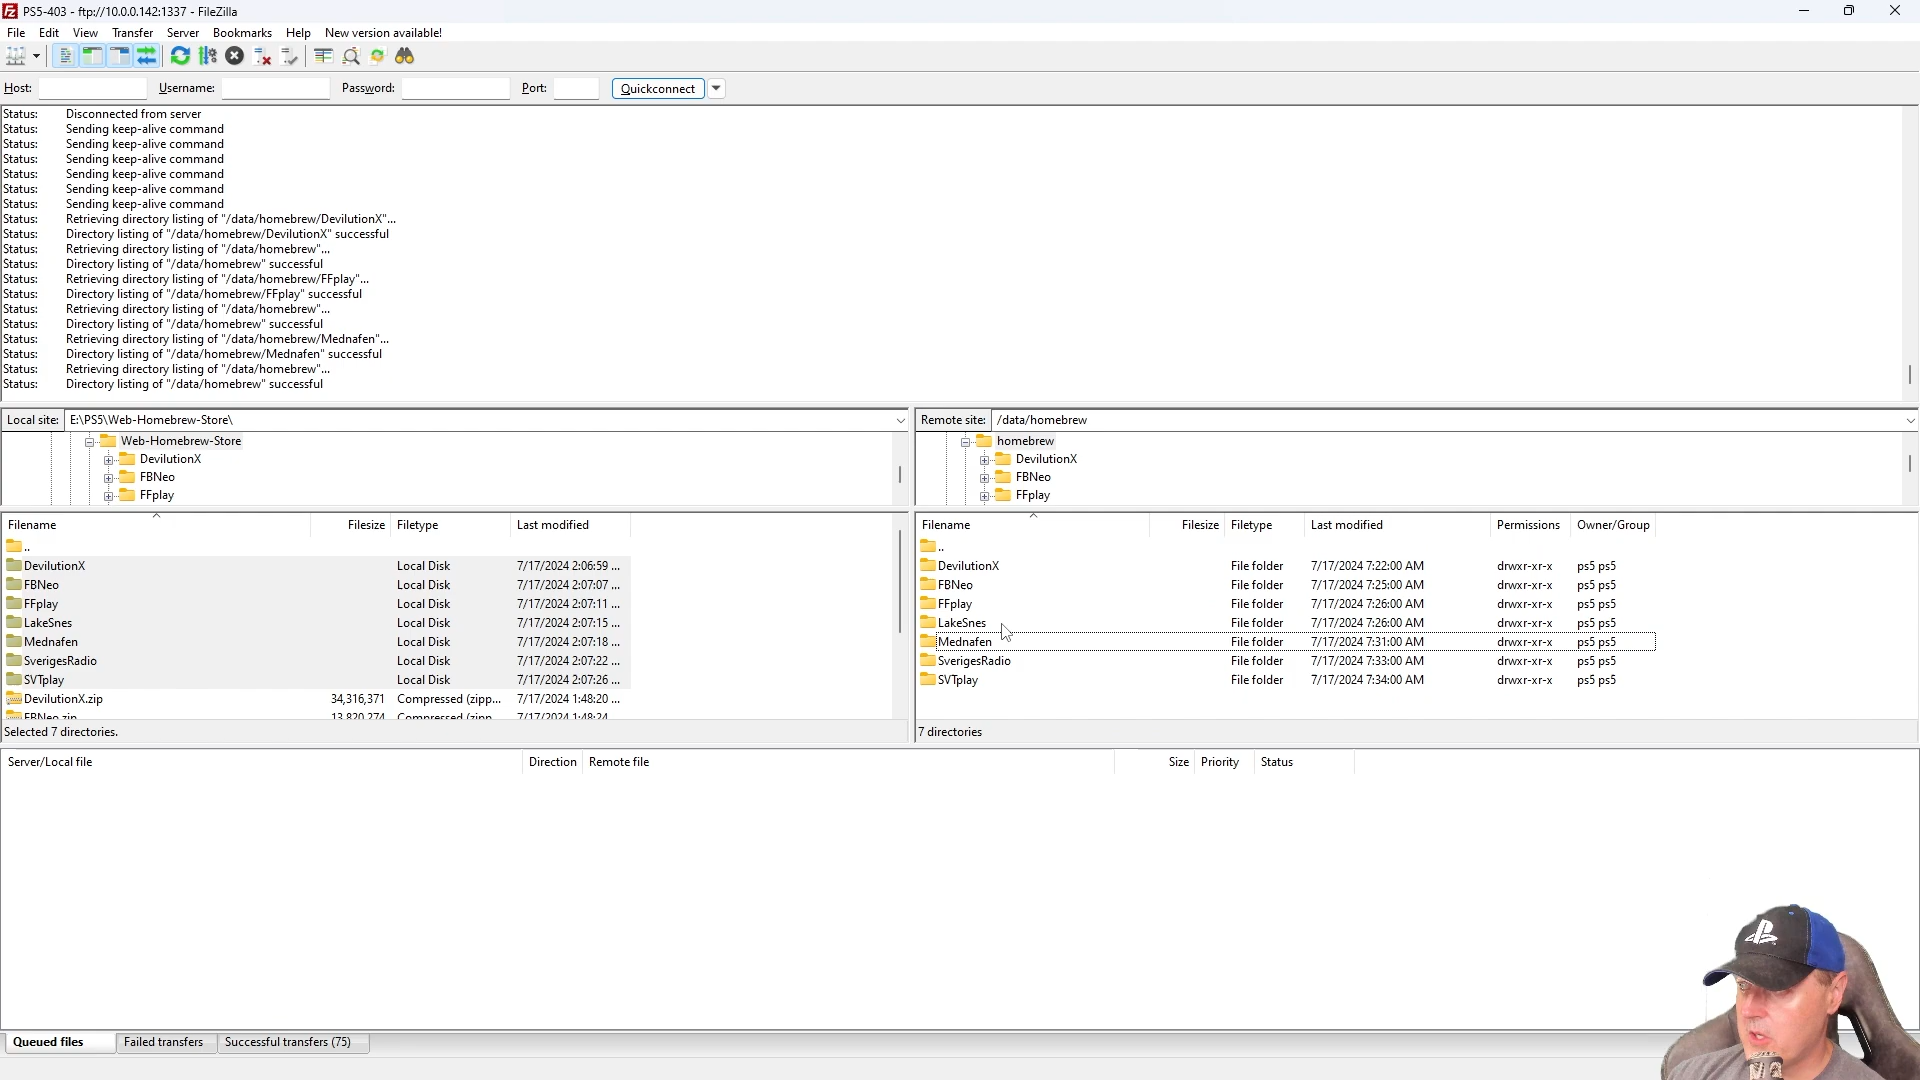 PS5-403 - ftp://10.0.0.142:1337 - FileZilla
File Edit View Transfer Server Bookmarks Help New version available!
Host: Username: Password: Port: Quickconnect
Status: Disconnected from server
Status: Sending keep-alive command
Status: Sending keep-alive command
Status: Sending keep-alive command
Status: Sending keep-alive command
Status: Sending keep-alive command
Status: Sending keep-alive command
Status: Retrieving directory listing of "/data/homebrew/DevilutionX"...
Status: Directory listing of "/data/homebrew/DevilutionX" successful
Status: Retrieving directory listing of "/data/homebrew"...
Status: Directory listing of "/data/homebrew" successful
Status: Retrieving directory listing of "/data/homebrew/FFplay"...
Status: Directory listing of "/data/homebrew/FFplay" successful
Status: Retrieving directory listing of "/data/homebrew"...
Status: Directory listing of "/data/homebrew" successful
Status: Retrieving directory listing of "/data/homebrew/Mednafen"...
Status: Directory listing of "/data/homebrew/Mednafen" successful
Status: Retrieving directory listing of "/data/homebrew"...
Status: Directory listing of "/data/homebrew" successful
Local site: E:\PS5\Web-Homebrew-Store\
Web-Homebrew-Store
DevilutionX
FBNeo
FFplay
Filename Filesize Filetype Last modified
..
DevilutionX Local Disk 7/17/2024 2:06:59 ...
FBNeo Local Disk 7/17/2024 2:07:07 ...
FFplay Local Disk 7/17/2024 2:07:11 ...
LakeSnes Local Disk 7/17/2024 2:07:15 ...
Mednafen Local Disk 7/17/2024 2:07:18 ...
SverigesRadio Local Disk 7/17/2024 2:07:22 ...
SVTplay Local Disk 7/17/2024 2:07:26 ...
DevilutionX.zip 34,316,371 Compressed (zipp... 7/17/2024 1:48:20 ...
FBNeo.zip 13,820,274 Compressed (zipp... 7/17/2024 1:48:24 ...
Selected 7 directories.
Remote site: /data/homebrew
homebrew
DevilutionX
FBNeo
FFplay
Filename Filesize Filetype Last modified Permissions Owner/Group
..
DevilutionX File folder 7/17/2024 7:22:00 AM drwxr-xr-x ps5 ps5
FBNeo File folder 7/17/2024 7:25:00 AM drwxr-xr-x ps5 ps5
FFplay File folder 7/17/2024 7:26:00 AM drwxr-xr-x ps5 ps5
LakeSnes File folder 7/17/2024 7:26:00 AM drwxr-xr-x ps5 ps5
Mednafen File folder 7/17/2024 7:31:00 AM drwxr-xr-x ps5 ps5
SverigesRadio File folder 7/17/2024 7:33:00 AM drwxr-xr-x ps5 ps5
SVTplay File folder 7/17/2024 7:34:00 AM drwxr-xr-x ps5 ps5
7 directories
Server/Local file Direction Remote file Size Priority Status
Queued files Failed transfers Successful transfers (75)